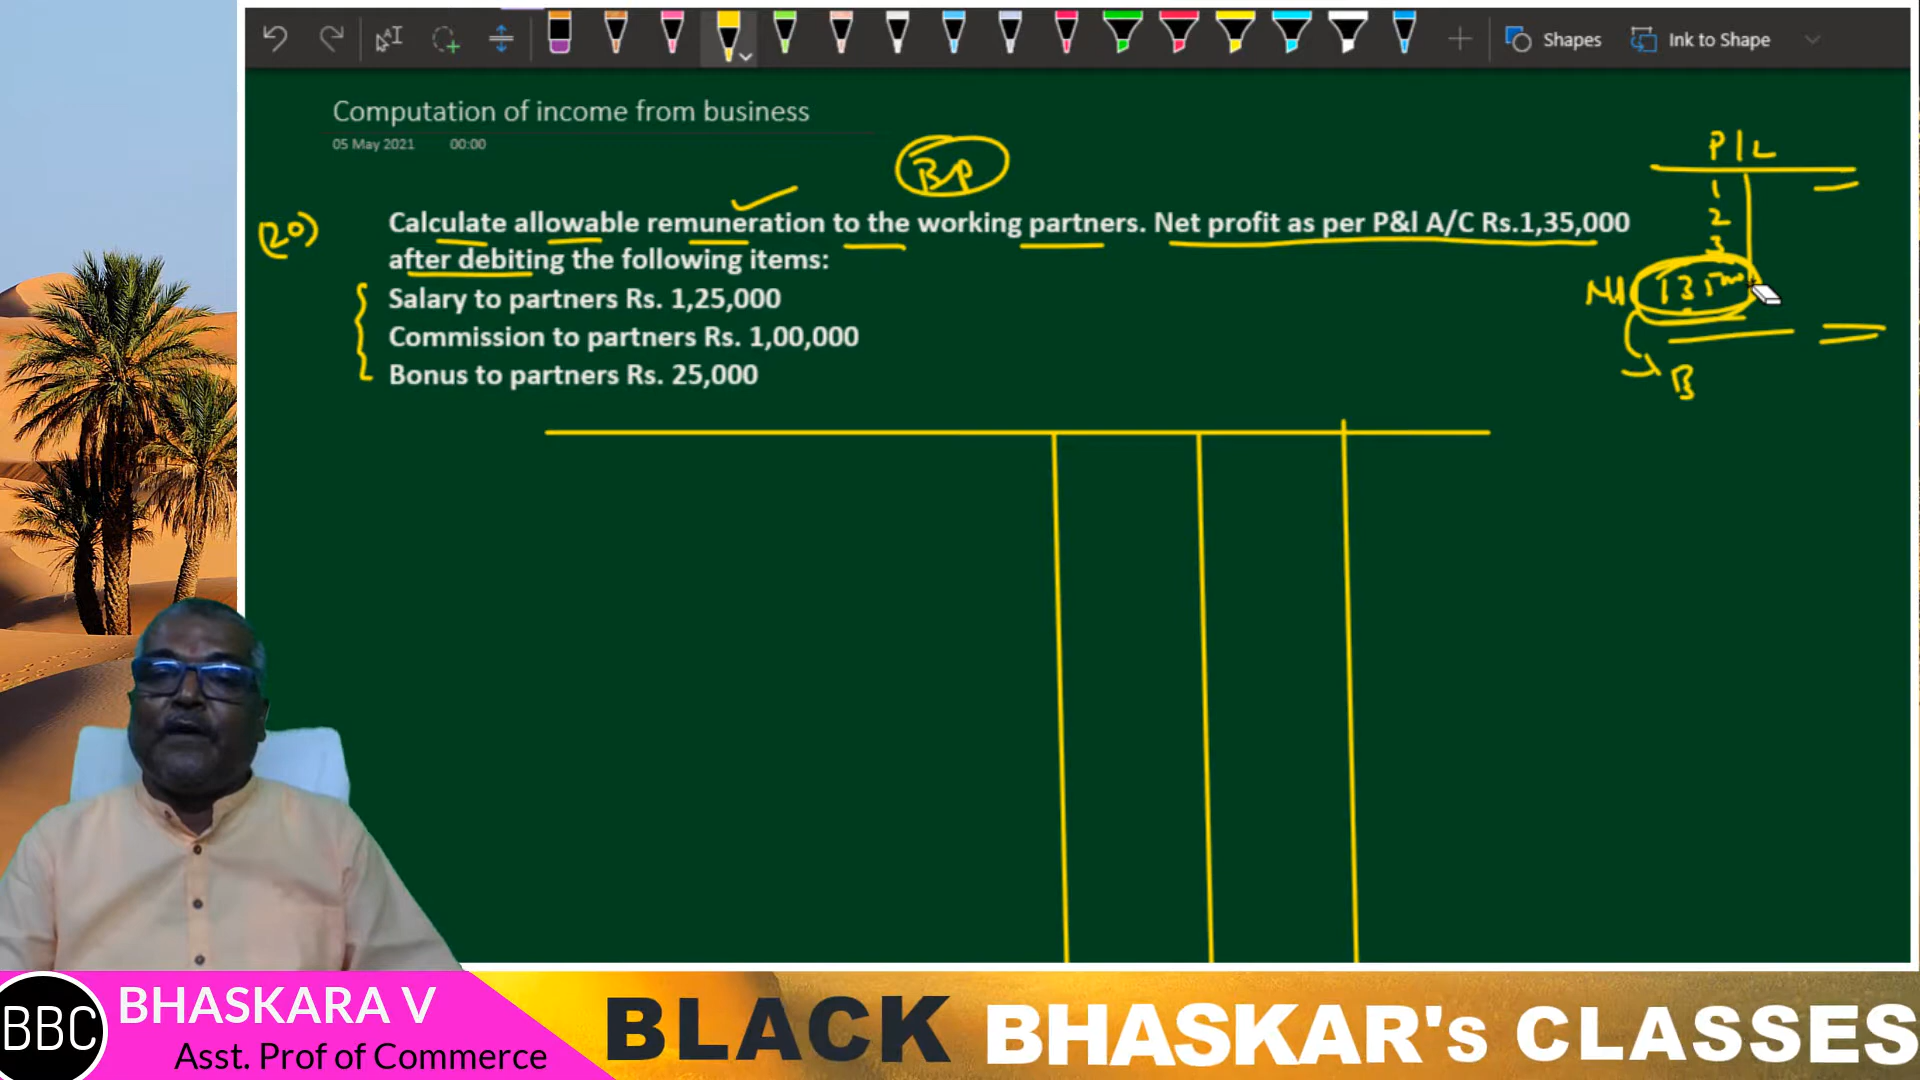 Shapes
Ink to Shape
Computation of income from business
05 May 2021 00:00
BP
P | L
(20)
Calculate allowable remuneration to the working partners. Net profit as per P&l A/C Rs.1,35,000
after debiting the following items:
Salary to partners Rs. 1,25,000
Commission to partners Rs. 1,00,000
Bonus to partners Rs. 25,000
1
2
3
B
BBC
BHASKARA V
Asst. Prof of Commerce
BLACK BHASKAR's CLASSES